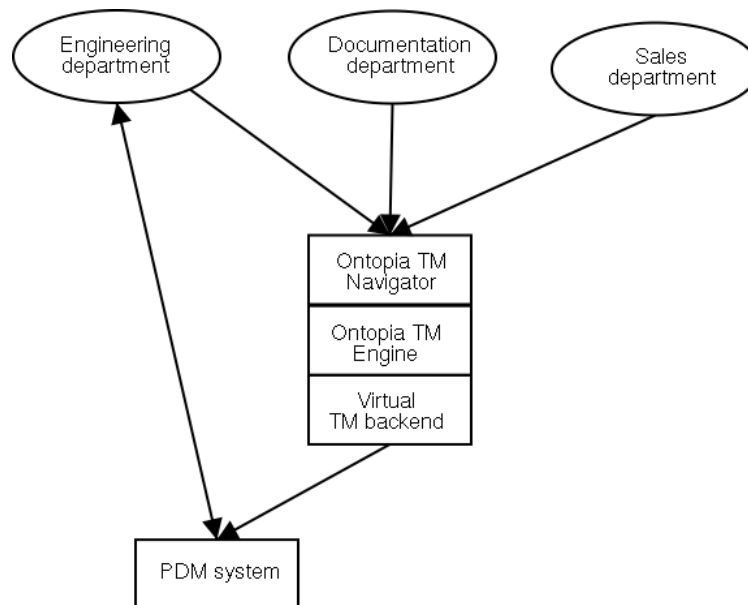 Engineering
department
Documentation
department
Sales
department
Ontopia TM
Navigator
Ontopia TM
Engine
Virtual
TM backend
PDM system